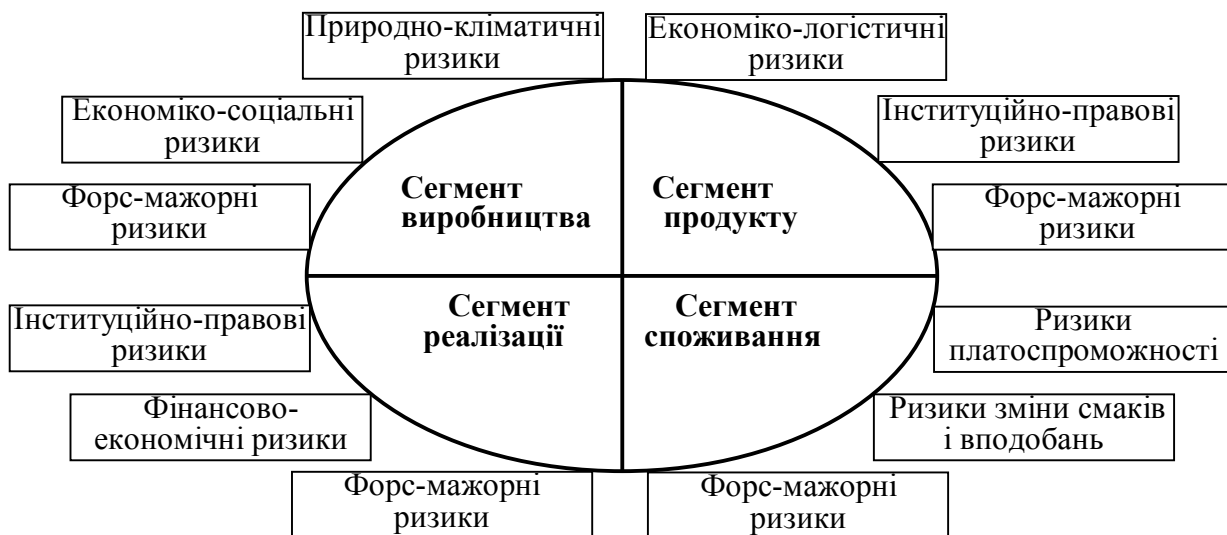 Природно-кліматичні
ризики
Економіко-логістичні
ризики
Економіко-соціальні
ризики
Інституційно-правові
ризики
Форс-мажорні
ризики
Сегмент
виробництва
Сегмент
продукту
Форс-мажорні
ризики
Інституційно-правові
ризики
Сегмент
реалізації
Сегмент
споживання
Ризики
платоспроможності
Фінансово-
економічні ризики
Ризики зміни смаків
і вподобань
Форс-мажорні
ризики
Форс-мажорні
ризики